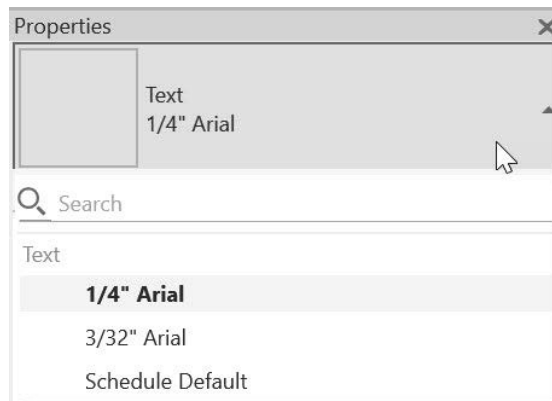 Properties
Text
1/4" Arial
Search
Text
1/4" Arial
3/32" Arial
Schedule Default